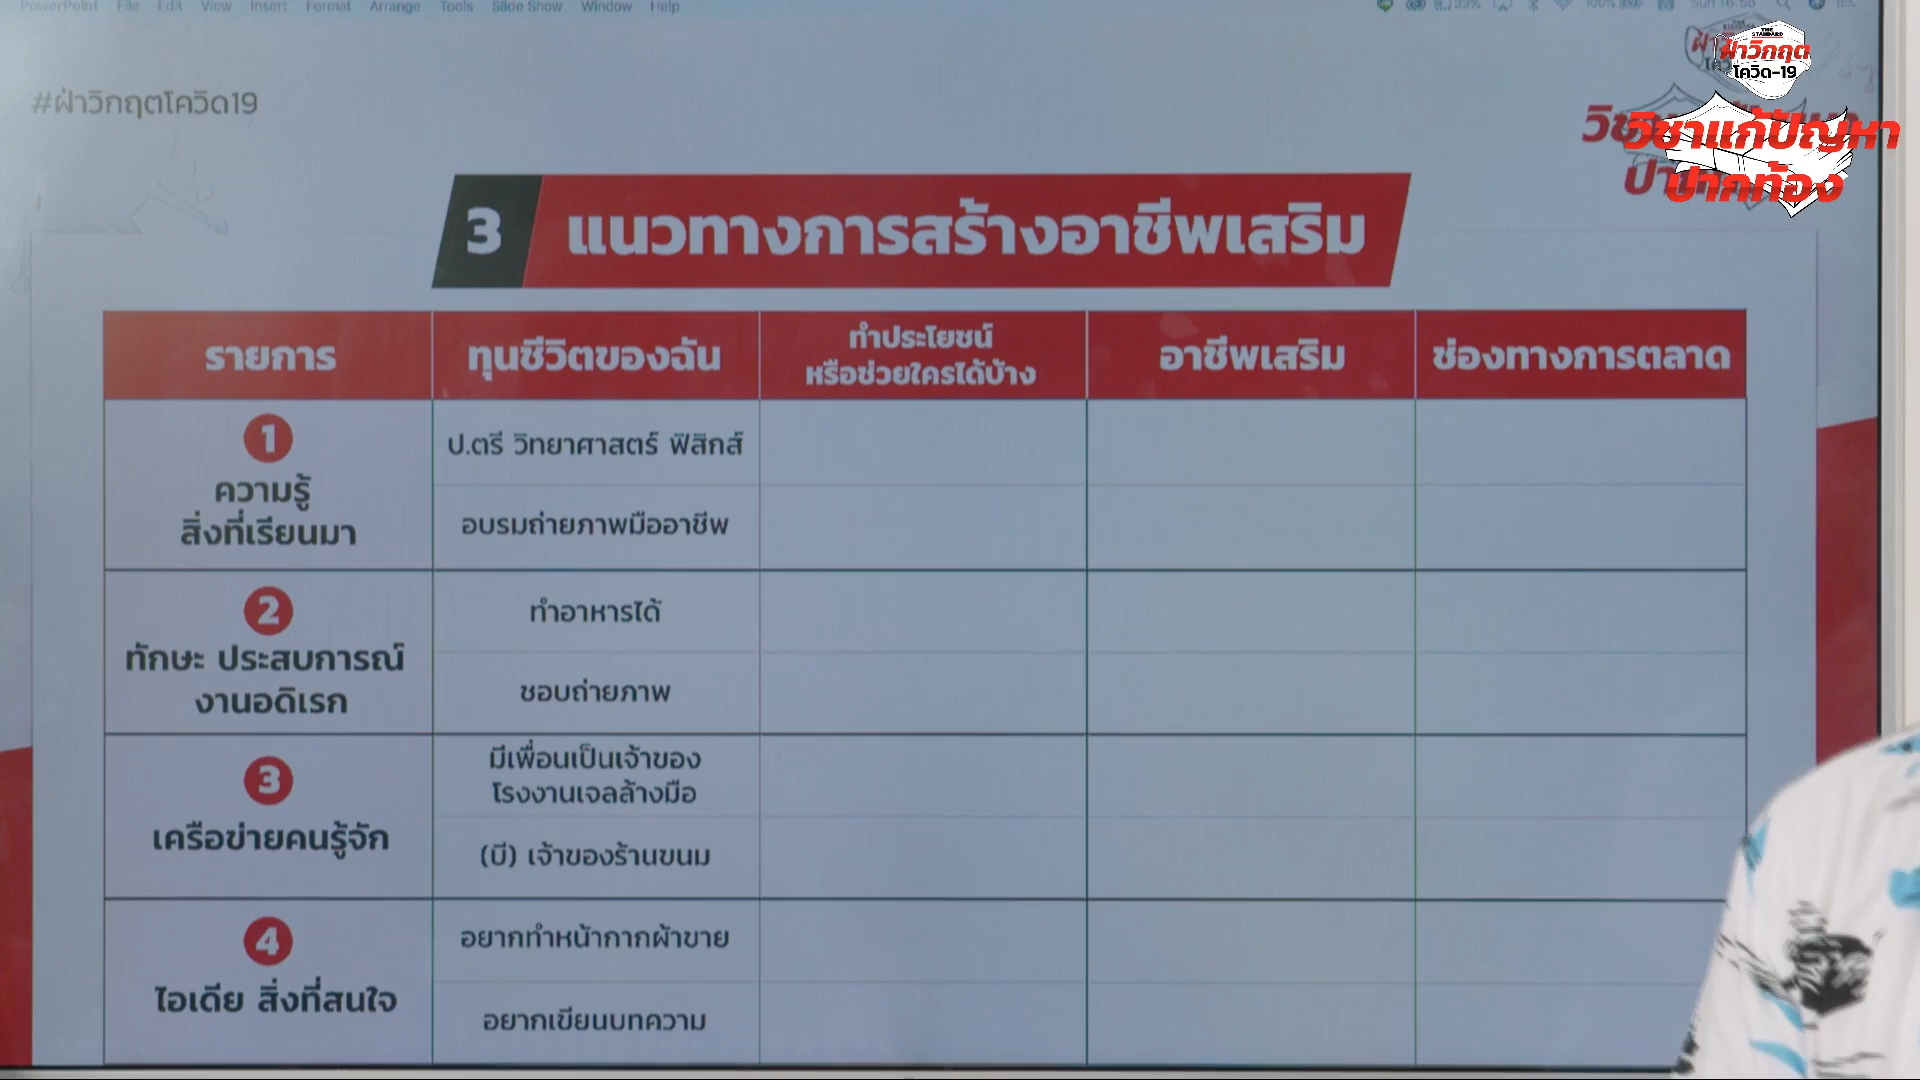 PowerPoint File Edit View Insert Format Arrange Tools Slide Show Window Help
#ฝ่าวิกฤตโควิด19
THE STANDARD
ฝ่าวิกฤต
โควิด-19
วิชาแก้ปัญหา
ปากท้อง
3 แนวทางการสร้างอาชีพเสริม
รายการ
ทุนชีวิตของฉัน
ทำประโยชน์
หรือช่วยใครได้บ้าง
อาชีพเสริม
ช่องทางการตลาด
1
ความรู้
สิ่งที่เรียนมา
ป.ตรี วิทยาศาสตร์ ฟิสิกส์
อบรมถ่ายภาพมืออาชีพ
2
ทักษะ ประสบการณ์
งานอดิเรก
ทำอาหารได้
ชอบถ่ายภาพ
3
เครือข่ายคนรู้จัก
มีเพื่อนเป็นเจ้าของ
โรงงานเจลล้างมือ
(บี) เจ้าของร้านขนม
4
ไอเดีย สิ่งที่สนใจ
อยากทำหน้ากากผ้าขาย
อยากเขียนบทความ